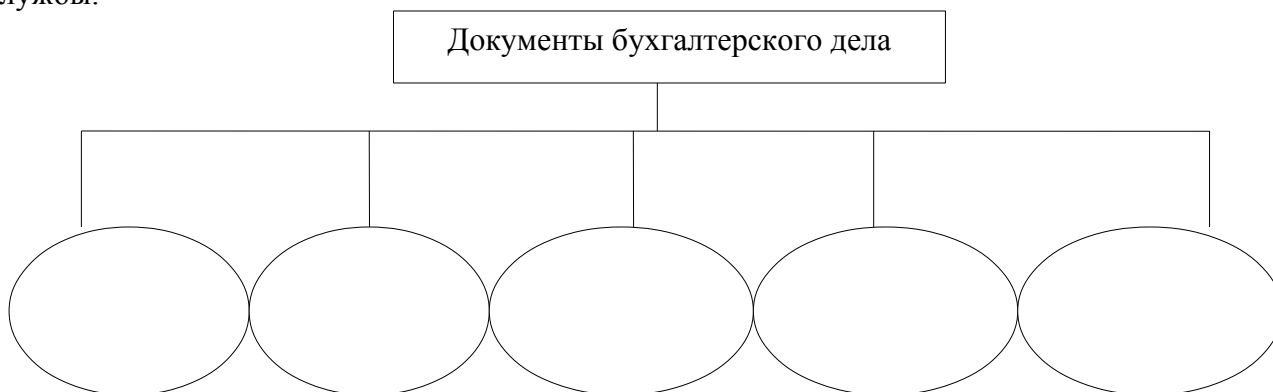 Документы бухгалтерского дела